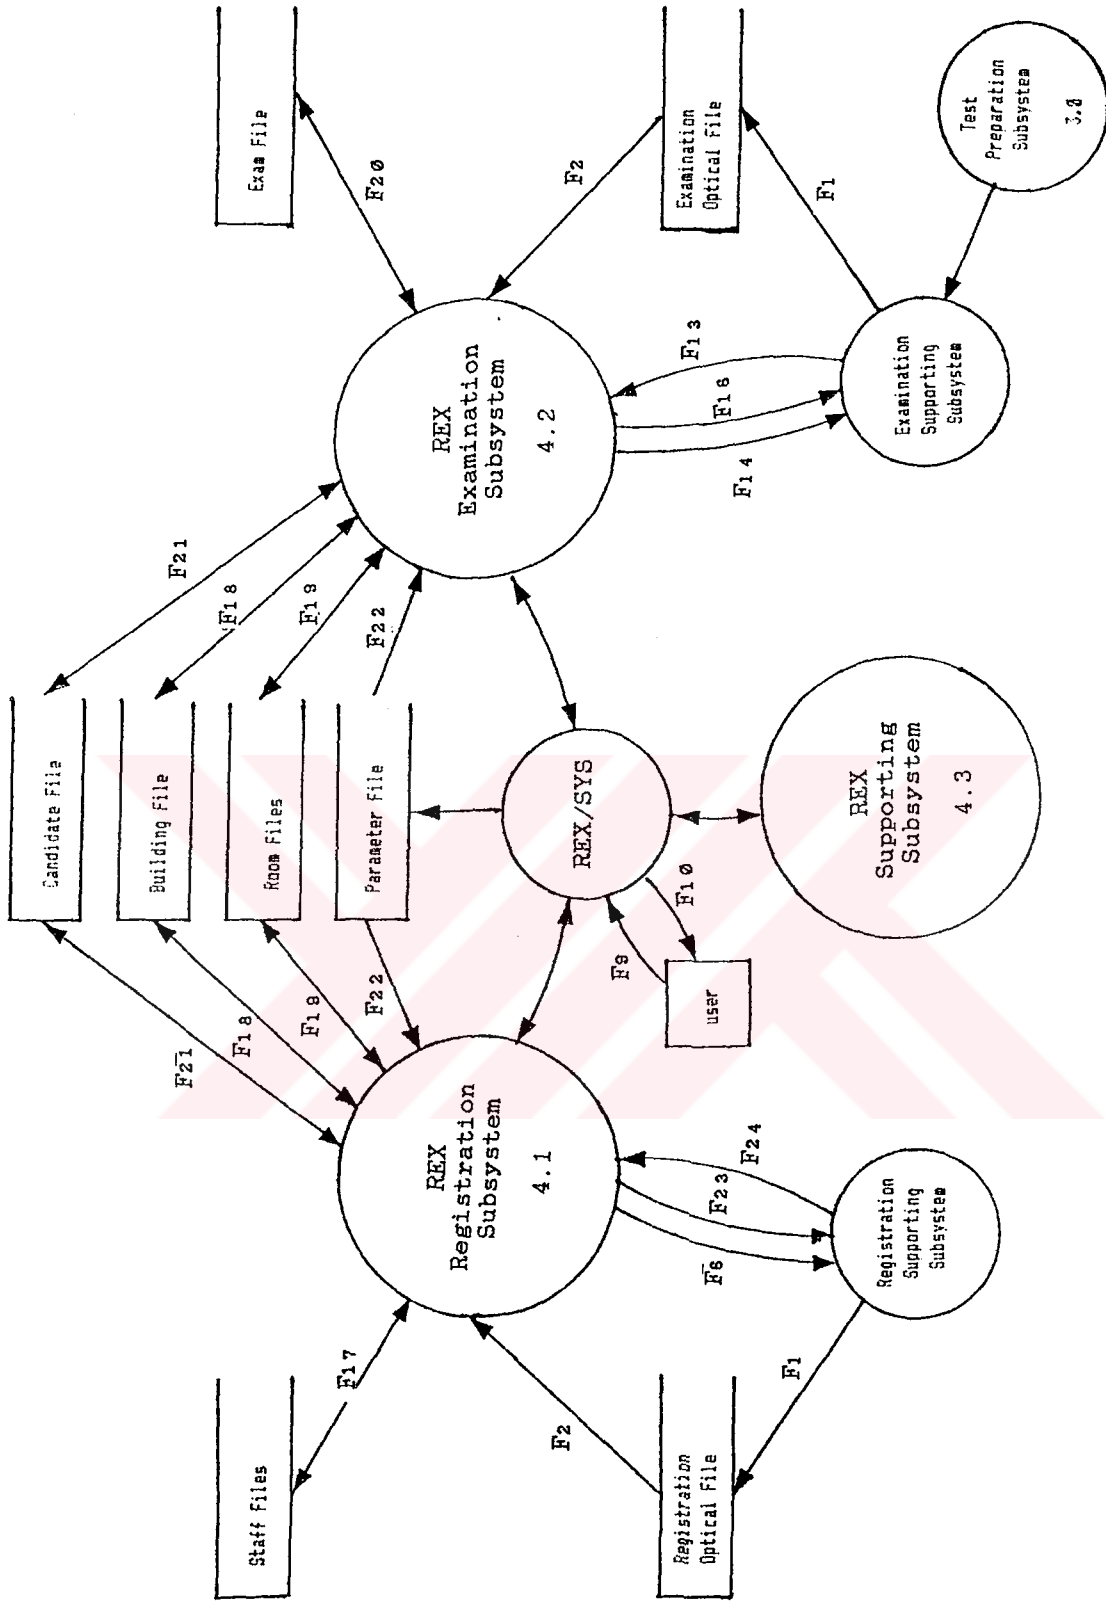 Candidate File
Building File
Room Files
Parameter File
Staff Files
Exam File
F21
F18
F19
F22
F21
F18
F19
F22
F17
F20
REX
Registration
Subsystem
4.1
REX/SYS
REX
Examination
Subsystem
4.2
F2
F2
F6
F23
F24
F9
F10
F14
F16
F13
user
REX
Supporting
Subsystem
4.3
Registration
Optical File
Examination
Optical File
F1
F1
Registration
Supporting
Subsystem
Examination
Supporting
Subsystem
Test
Preparation
Subsystem
3.0